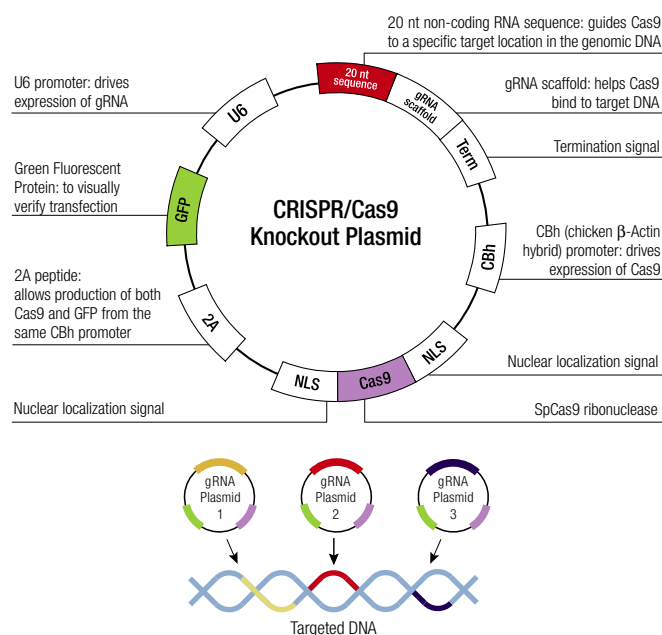 20 nt non-coding RNA sequence: guides Cas9
to a specific target location in the genomic DNA
20 nt
sequence
gRNA
scaffold
gRNA scaffold: helps Cas9
bind to target DNA
Term
Termination signal
U6 promoter: drives
expression of gRNA
U6
Green Fluorescent
Protein: to visually
verify transfection
GFP
CRISPR/Cas9
Knockout Plasmid
CBh
CBh (chicken β-Actin
hybrid) promoter: drives
expression of Cas9
2A peptide:
allows production of both
Cas9 and GFP from the
same CBh promoter
2A
NLS
Cas9
NLS
Nuclear localization signal
Nuclear localization signal
SpCas9 ribonuclease
gRNA
Plasmid
1
gRNA
Plasmid
2
gRNA
Plasmid
3
Targeted DNA